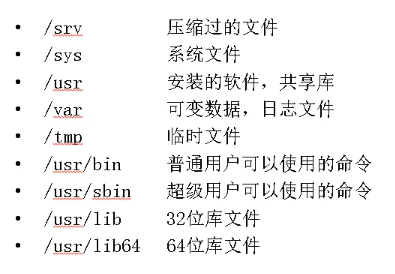 • /srv 压缩过的文件
• /sys 系统文件
• /usr 安装的软件，共享库
• /var 可变数据，日志文件
• /tmp 临时文件
• /usr/bin 普通用户可以使用的命令
• /usr/sbin 超级用户可以使用的命令
• /usr/lib 32位库文件
• /usr/lib64 64位库文件